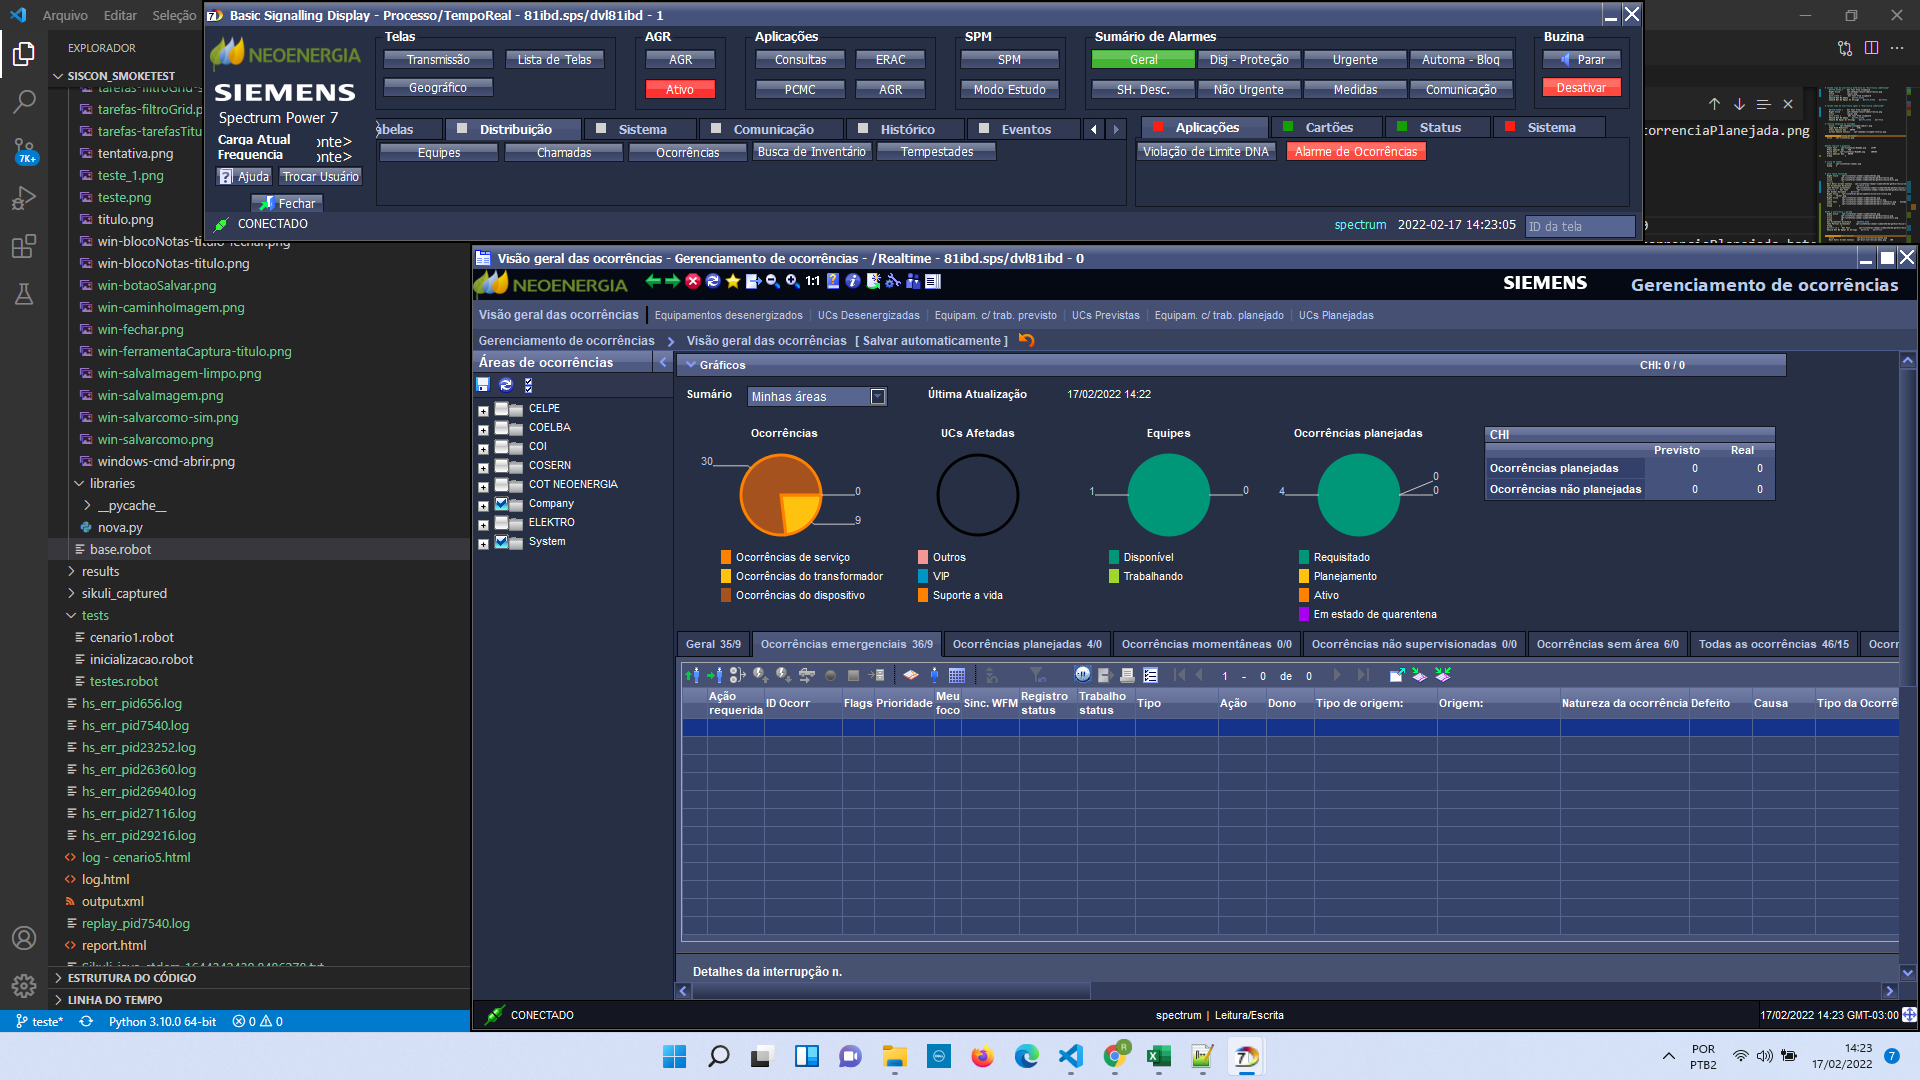 Arquivo Editar Seleção
Basic Signalling Display - Processo/TempoReal - 81ibd.sps/dvl81ibd - 1
EXPLORADOR
SISCON_SMOKETEST
tarefas-filtroGrid.png
tarefas-tarefasTitu
tentativa.png
teste_1.png
teste.png
titulo.png
win-blocoNotas-titulo-fechar.png
win-blocoNotas-titulo.png
win-botaoSalvar.png
win-caminhoImagem.png
win-fechar.png
win-ferramentaCaptura-titulo.png
win-salvaImagem-limpo.png
win-salvaImagem.png
win-salvarcomo-sim.png
win-salvarcomo.png
windows-cmd-abrir.png
libraries
__pycache__
nova.py
base.robot
results
sikuli_captured
tests
cenario1.robot
inicializacao.robot
testes.robot
hs_err_pid656.log
hs_err_pid7540.log
hs_err_pid23252.log
hs_err_pid26360.log
hs_err_pid26940.log
hs_err_pid27116.log
hs_err_pid29216.log
log - cenario5.html
log.html
output.xml
replay_pid7540.log
report.html
ESTRUTURA DO CÓDIGO
LINHA DO TEMPO
7K+
teste* Python 3.10.0 64-bit 0 0
NEOENERGIA
SIEMENS
Spectrum Power 7
Carga Atual onte>
Frequencia onte>
Ajuda Trocar Usuário
Fechar
CONECTADO
Telas
Transmissão Lista de Telas
Geográfico
AGR
AGR
Ativo
Aplicações
Consultas ERAC
PCMC AGR
SPM
SPM
Modo Estudo
Sumário de Alarmes
Geral Disj - Proteção Urgente Automa - Bloq
SH. Desc. Não Urgente Medidas Comunicação
Buzina
Parar
Desativar
abelas Distribuição Sistema Comunicação Histórico Eventos
Equipes Chamadas Ocorrências Busca de Inventário Tempestades
Aplicações Cartões Status Sistema
Violação de Limite DNA Alarme de Ocorrências
spectrum 2022-02-17 14:23:05 ID da tela
orrenciaPlanejada.png
Visão geral das ocorrências - Gerenciamento de ocorrências - /Realtime - 81ibd.sps/dvl81ibd - 0
NEOENERGIA 1:1 SIEMENS Gerenciamento de ocorrências
Visão geral das ocorrências Equipamentos desenergizados UCs Desenergizadas Equipam. c/ trab. previsto UCs Previstas Equipam. c/ trab. planejado UCs Planejadas
Gerenciamento de ocorrências Visão geral das ocorrências [ Salvar automaticamente ]
Áreas de ocorrências
CELPE
COELBA
COI
COSERN
COT NEOENERGIA
Company
ELEKTRO
System
Gráficos CHI: 0 / 0
Sumário Minhas áreas Última Atualização 17/02/2022 14:22
Ocorrências
30
0
9
Ocorrências de serviço
Ocorrências do transformador
Ocorrências do dispositivo
UCs Afetadas
Outros
VIP
Suporte a vida
Equipes
1 0
Disponível
Trabalhando
Ocorrências planejadas
4 0
0
Requisitado
Planejamento
Ativo
Em estado de quarentena
CHI
Previsto Real
Ocorrências planejadas 0 0
Ocorrências não planejadas 0 0
Geral 35/9 Ocorrências emergenciais 36/9 Ocorrências planejadas 4/0 Ocorrências momentâneas 0/0 Ocorrências não supervisionadas 0/0 Ocorrências sem área 6/0 Todas as ocorrências 46/15 Ocorr
1 - 0 de 0
Ação requerida ID Ocorr Flags Prioridade Meu foco Sinc. WFM Registro status Trabalho status Tipo Ação Dono Tipo de origem: Origem: Natureza da ocorrência Defeito Causa Tipo da Ocorrê
Detalhes da interrupção n.
CONECTADO spectrum | Leitura/Escrita 17/02/2022 14:23 GMT-03:00
POR
PTB2
14:23
17/02/2022
7